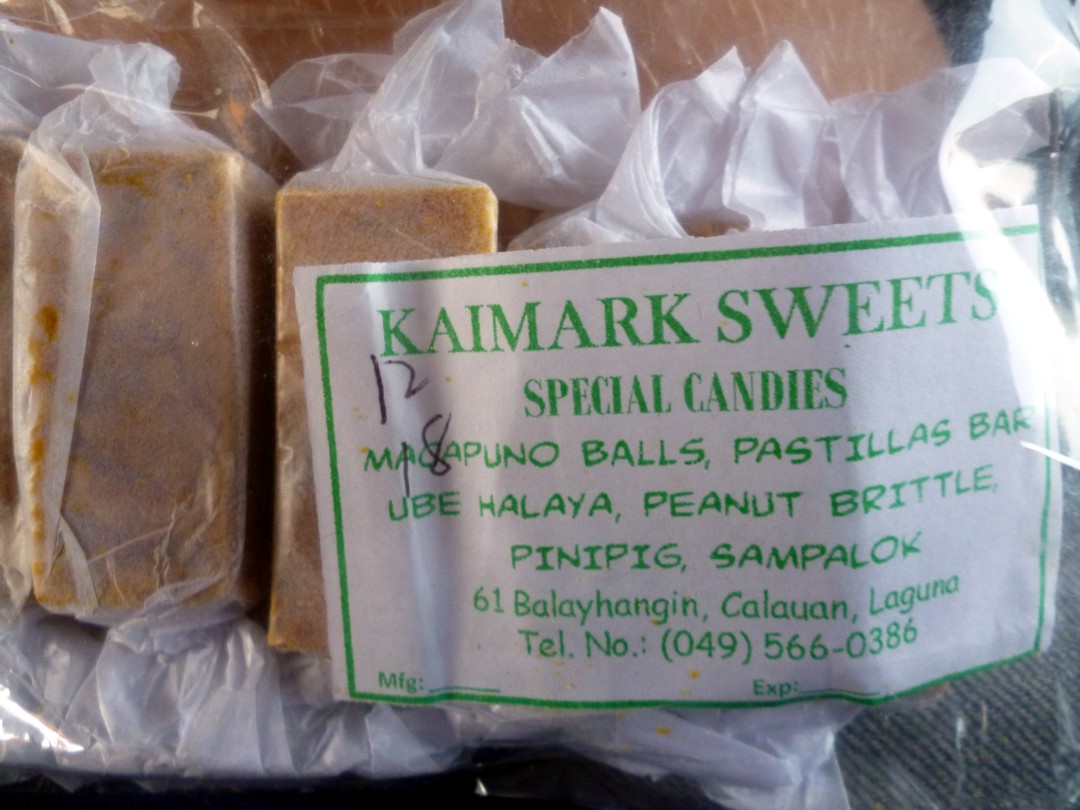 KAIMARK SWEETS
12
SPECIAL CANDIES
18
MACAPUNO BALLS, PASTILLAS BAR
UBE HALAYA, PEANUT BRITTLE,
PINIPIG, SAMPALOK
61 Balayhangin, Calauan, Laguna
Tel. No.: (049) 566-0386
Mfg: Exp: